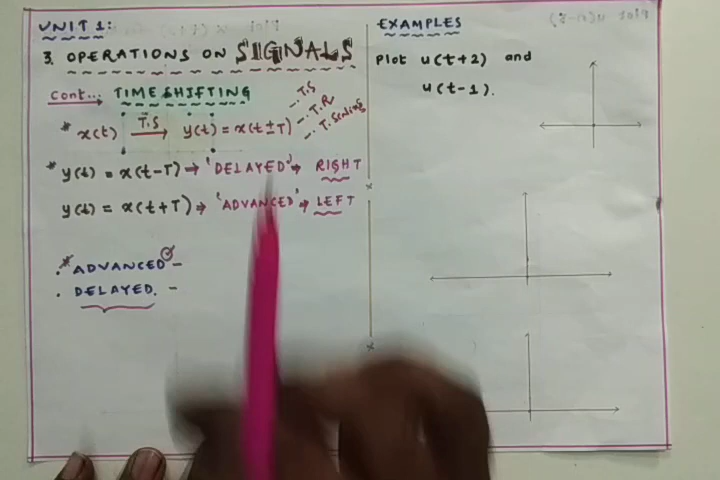 UNIT 1:
3. OPERATIONS ON SIGNALS
Cont... TIME SHIFTING
* x(t) T.S → y(t) = x(t±T)
- T.S
- T.R
- T. Scaling
* y(t) = x(t-T) → 'DELAYED' → RIGHT
y(t) = x(t+T) → 'ADVANCED' → LEFT
* ADVANCED -
. DELAYED. -
EXAMPLES
Plot u(t+2) and
u(t-1).